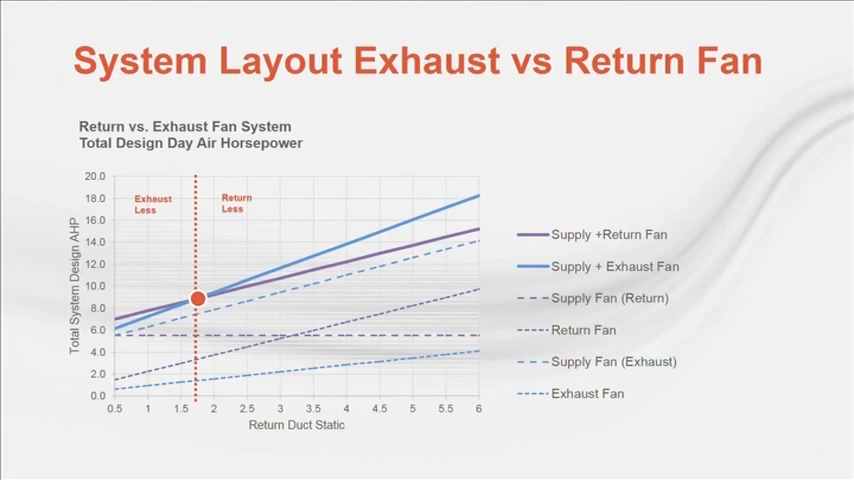 System Layout Exhaust vs Return Fan
Return vs. Exhaust Fan System
Total Design Day Air Horsepower
Total System Design AHP
20.0
18.0
16.0
14.0
12.0
10.0
8.0
6.0
4.0
2.0
0.0
Exhaust
Less
Return
Less
0.5 1 1.5 2 2.5 3 3.5 4 4.5 5 5.5 6
Return Duct Static
Supply +Return Fan
Supply + Exhaust Fan
Supply Fan (Return)
Return Fan
Supply Fan (Exhaust)
Exhaust Fan